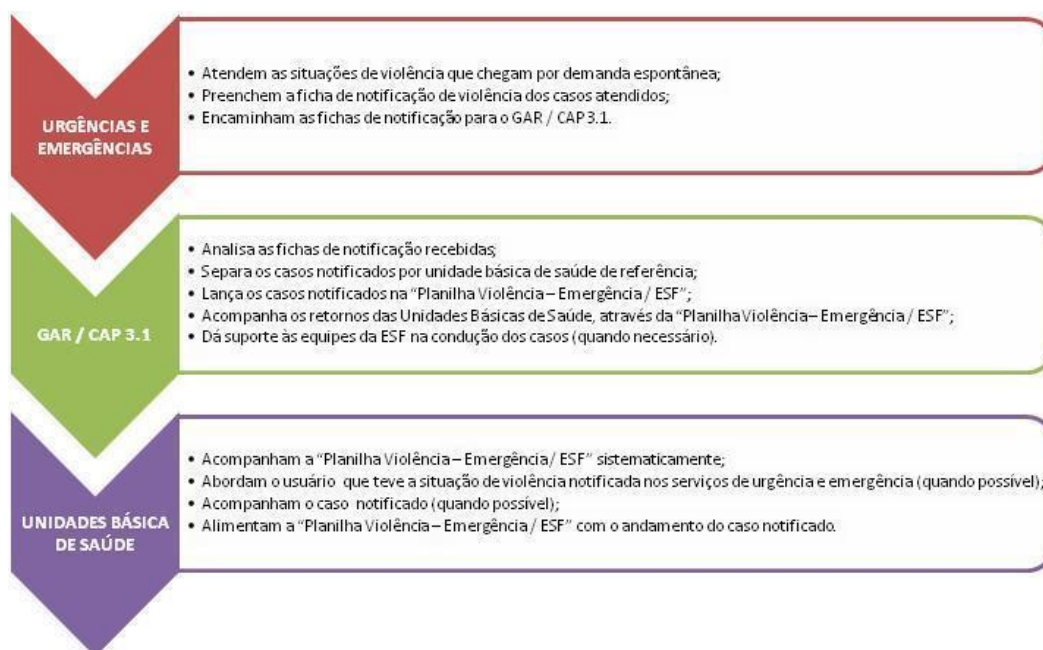 URGÊNCIAS E
EMERGÊNCIAS
• Atendem as situações de violência que chegam por demanda espontânea;
• Preenchem a ficha de notificação de violência dos casos atendidos;
• Encaminham as fichas de notificação para o GAR / CAP 3.1.
GAR / CAP 3.1
• Analisa as fichas de notificação recebidas;
• Separa os casos notificados por unidade básica de saúde de referência;
• Lança os casos notificados na “Planilha Violência – Emergência / ESF”;
• Acompanha os retornos das Unidades Básicas de Saúde, através da “Planilha Violência – Emergência / ESF”;
• Dá suporte às equipes da ESF na condução dos casos (quando necessário).
UNIDADES BÁSICA
DE SAÚDE
• Acompanham a “Planilha Violência – Emergência / ESF” sistematicamente;
• Abordam o usuário que teve a situação de violência notificada nos serviços de urgência e emergência (quando possível);
• Acompanham o caso notificado (quando possível);
• Alimentam a “Planilha Violência – Emergência / ESF” com o andamento do caso notificado.